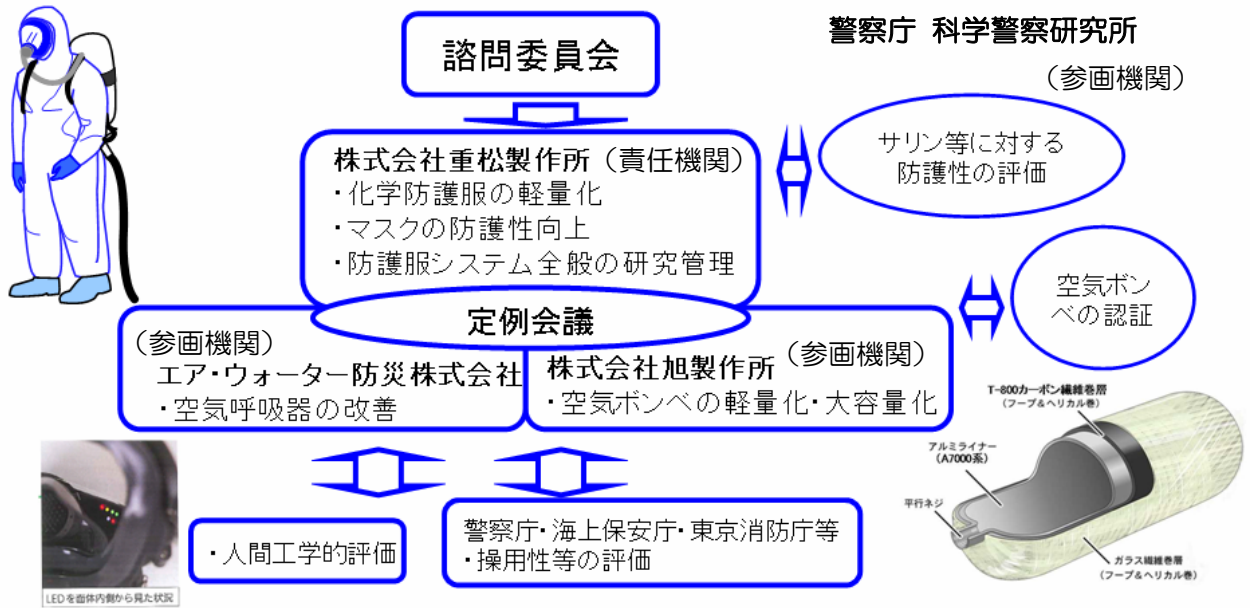 諮問委員会
警察庁 科学警察研究所
（参画機関）
サリン等に対する
防護性の評価
株式会社重松製作所（責任機関）
・化学防護服の軽量化
・マスクの防護性向上
・防護服システム全般の研究管理
定例会議
空気ボン
ベの認証
（参画機関）
エア・ウォーター防災株式会社
・空気呼吸器の改善
株式会社旭製作所（参画機関）
・空気ボンベの軽量化・大容量化
T-800カーボン繊維巻層
（フープ＆ヘリカル巻）
アルミライナー
（A7000系）
平行ネジ
ガラス繊維巻層
（フープ＆ヘリカル巻）
LEDを面体内側から見た状況
・人間工学的評価
警察庁・海上保安庁・東京消防庁等
・操用性等の評価